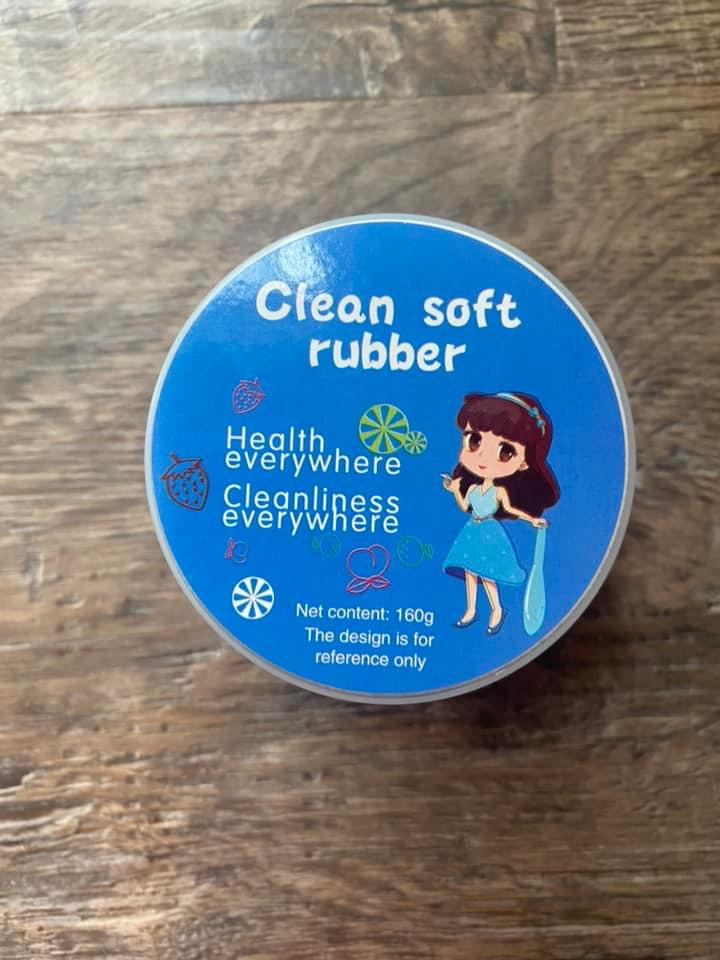 Clean soft
rubber
Health
everywhere
Cleanliness
everywhere
Net content: 160g
The design is for
reference only